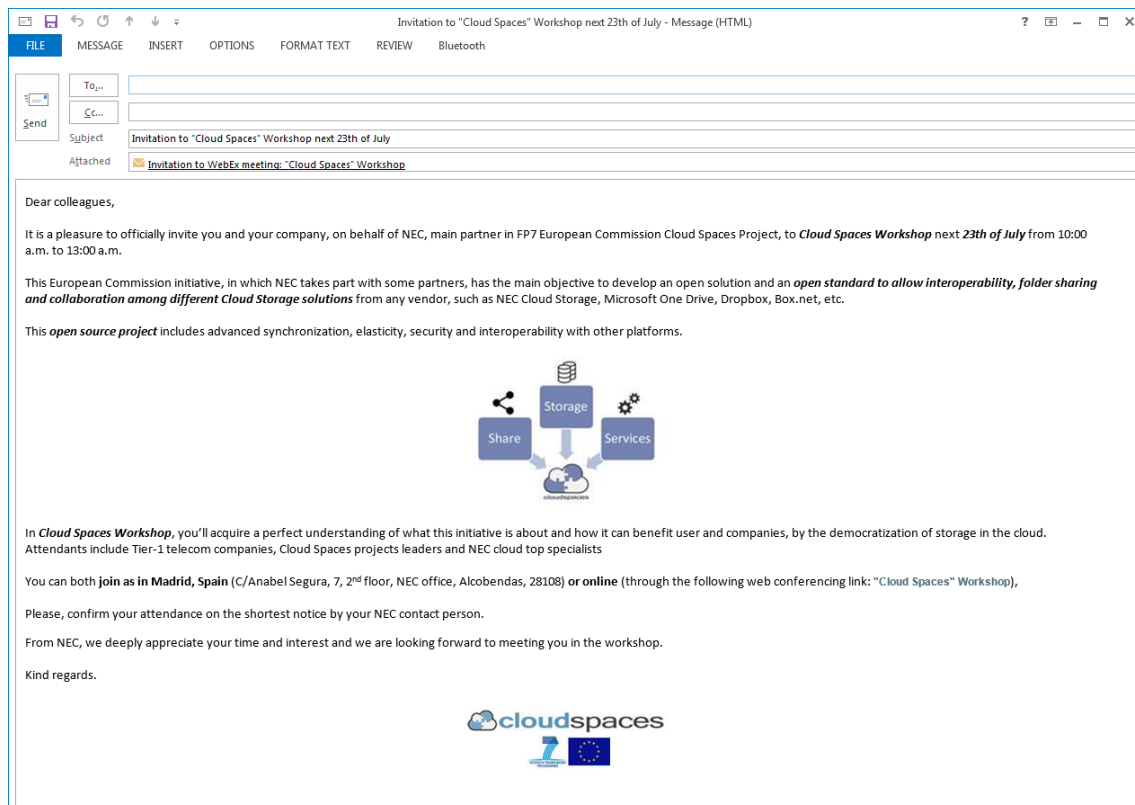 Invitation to "Cloud Spaces" Workshop next 23th of July - Message (HTML)
FILE MESSAGE INSERT OPTIONS FORMAT TEXT REVIEW Bluetooth
Send
To...
Cc...
Subject Invitation to "Cloud Spaces" Workshop next 23th of July
Attached Invitation to WebEx meeting: "Cloud Spaces" Workshop
Dear colleagues,
It is a pleasure to officially invite you and your company, on behalf of NEC, main partner in FP7 European Commission Cloud Spaces Project, to Cloud Spaces Workshop next 23th of July from 10:00
a.m. to 13:00 a.m.
This European Commission initiative, in which NEC takes part with some partners, has the main objective to develop an open solution and an open standard to allow interoperability, folder sharing
and collaboration among different Cloud Storage solutions from any vendor, such as NEC Cloud Storage, Microsoft One Drive, Dropbox, Box.net, etc.
This open source project includes advanced synchronization, elasticity, security and interoperability with other platforms.
Storage
Share Services
cloudspaces
In Cloud Spaces Workshop, you'll acquire a perfect understanding of what this initiative is about and how it can benefit user and companies, by the democratization of storage in the cloud.
Attendants include Tier-1 telecom companies, Cloud Spaces projects leaders and NEC cloud top specialists
You can both join as in Madrid, Spain (C/Anabel Segura, 7, 2nd floor, NEC office, Alcobendas, 28108) or online (through the following web conferencing link: "Cloud Spaces" Workshop),
Please, confirm your attendance on the shortest notice by your NEC contact person.
From NEC, we deeply appreciate your time and interest and we are looking forward to meeting you in the workshop.
Kind regards.
cloudspaces
SEVENTH FRAMEWORK
PROGRAMME